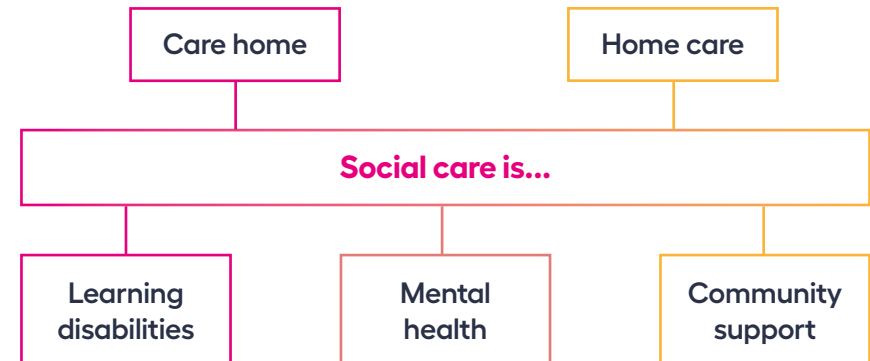 Care home
Home care
Social care is...
Learning
disabilities
Mental
health
Community
support